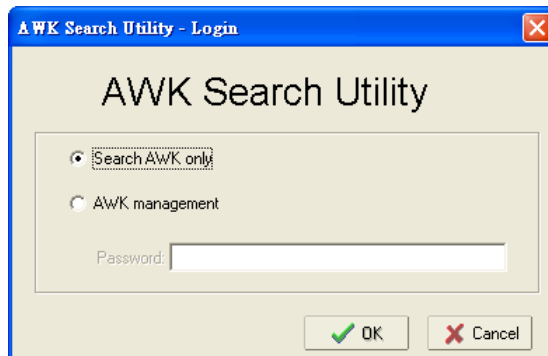 AWK Search Utility - Login
AWK Search Utility
Search AWK only
AWK management
Password:
OK Cancel